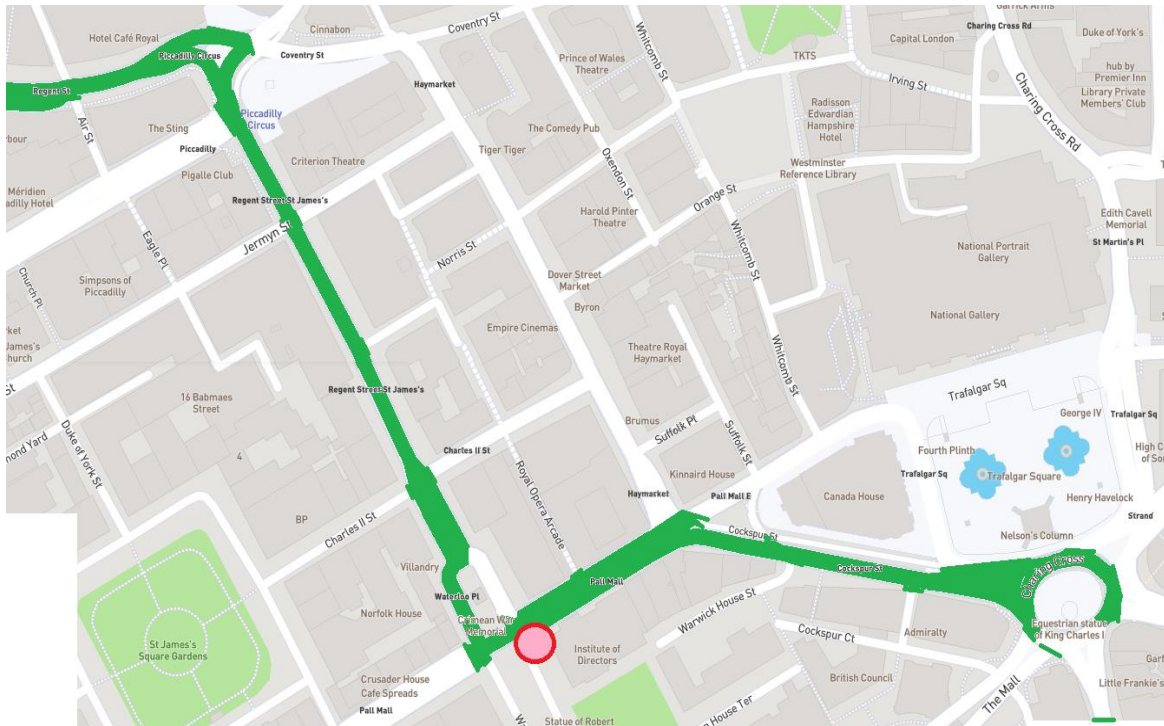 Hotel Café Royal
Cinnabon
Coventry St
Piccadilly Circus
Coventry St
Regent St
Haymarket
Prince of Wales
Theatre
Whitcomb St
TKTS
Capital London
Charing Cross Rd
Garrick Arms
Duke of York's
hub by
Premier Inn
Library Private
Members' Club
Irving St
Charing Cross Rd
Radisson
Edwardian
Hampshire
Hotel
Westminster
Reference Library
Air St
The Sting
Piccadilly
Circus
Piccadilly
Pigalle Club
Criterion Theatre
The Comedy Pub
Tiger Tiger
Oxendon St
Orange St
Harold Pinter
Theatre
Whitcomb St
Méridien
adilly Hotel
Regent Street St James's
Jermyn St
Eagle Pl
Norris St
Church Pl
Simpsons of
Piccadilly
Dover Street
Market
Byron
Edith Cavell
Memorial
St Martin's Pl
National Portrait
Gallery
National Gallery
Empire Cinemas
Theatre Royal
Haymarket
Whitcomb St
rket
James's
hurch
St
16 Babmaes
Street
Regent Street St James's
Brumus
Suffolk Pl
Suffolk St
Trafalgar Sq
George IV
Trafalgar Sq
mond Yard
Duke of York St
4
Charles II St
Royal Opera Arcade
Kinnaird House
Haymarket
Pall Mall E
Canada House
Fourth Plinth
Trafalgar Sq
Trafalgar Square
High C
of So
Henry Havelock
Strand
Nelson's Column
BP
Charles II St
Cockspur St
Cockspur St
Charing Cross
Villandry
Waterloo Pl
Pall Mall
Norfolk House
Crimean War
Memorial
Warwick House St
Cockspur Ct
Admiralty
Equestrian statue
of King Charles I
St James's
Square Gardens
Institute of
Directors
Crusader House
Cafe Spreads
Pall Mall
British Council
The Mall
Garf
Little Frankie's
Statue of Robert
House Ter